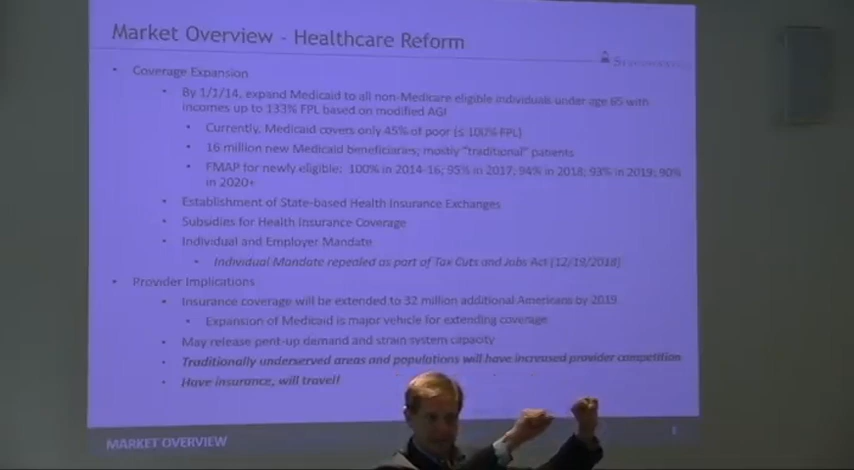 Market Overview - Healthcare Reform
• Coverage Expansion
• By 1/1/14, expand Medicaid to all non-Medicare eligible individuals under age 65 with
incomes up to 133% FPL based on modified AGI
• Currently, Medicaid covers only 45% of poor (≤ 100% FPL)
• 16 million new Medicaid beneficiaries; mostly "traditional" patients
• FMAP for newly eligible: 100% in 2014-16; 95% in 2017; 94% in 2018; 93% in 2019; 90%
in 2020+
• Establishment of State-based Health Insurance Exchanges
• Subsidies for Health Insurance Coverage
• Individual and Employer Mandate
• Individual Mandate repealed as part of Tax Cuts and Jobs Act (12/19/2018)
• Provider Implications
• Insurance coverage will be extended to 32 million additional Americans by 2019
• Expansion of Medicaid is major vehicle for extending coverage
• May release pent-up demand and strain system capacity
• Traditionally underserved areas and populations will have increased provider competition
• Have insurance, will travel!
MARKET OVERVIEW